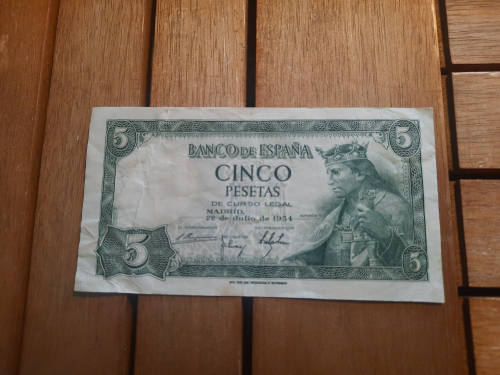 5 5
BANCO DE ESPAÑA
CINCO
PESETAS
DE CURSO LEGAL
MADRID,
22 de Julio, de 1954
5 5